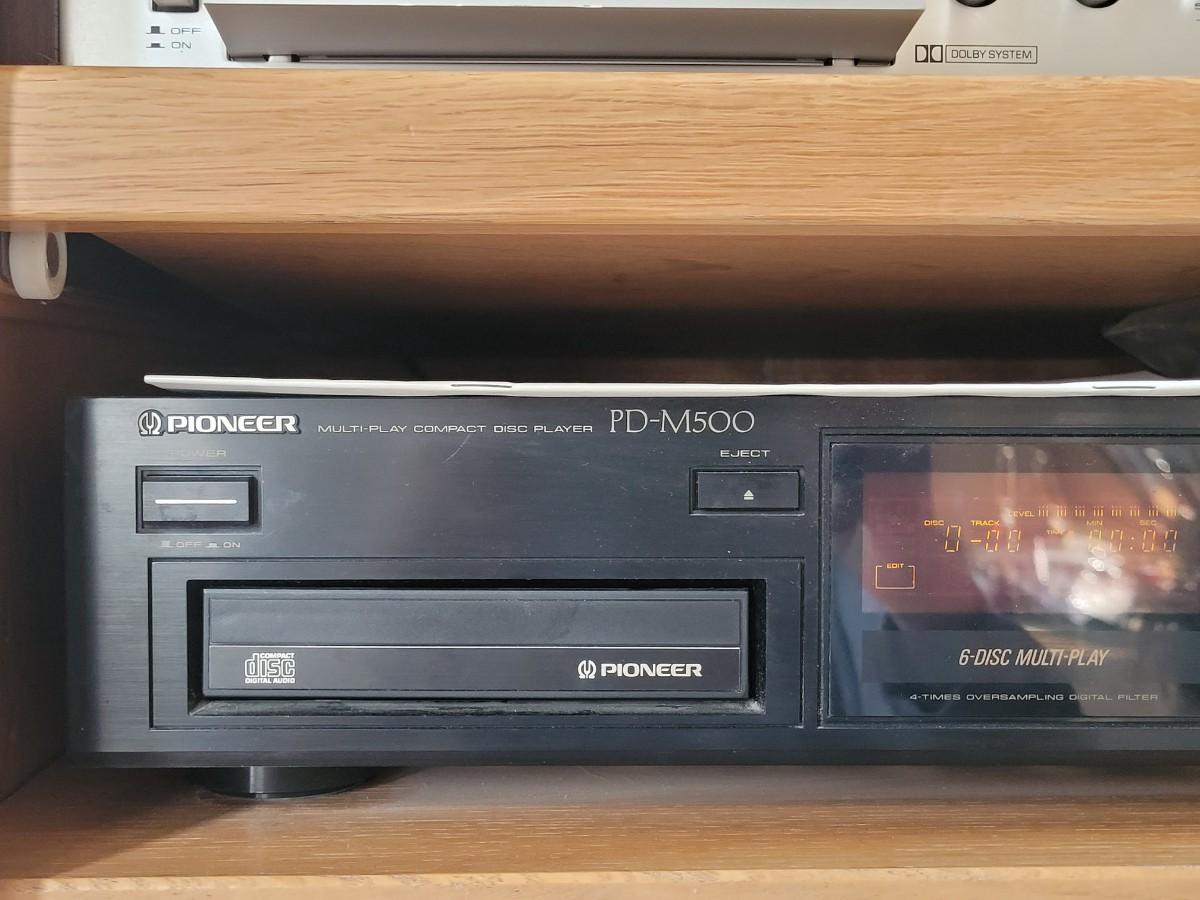 OFF
ON
DOLBY SYSTEM
PIONEER MULTI-PLAY COMPACT DISC PLAYER PD-M500
POWER
EJECT
OFF ON
LEVEL
DISC TRACK MIN SEC
0-00 TIME 00:00
EDIT
COMPACT
disc
DIGITAL AUDIO
PIONEER
6-DISC MULTI-PLAY
4-TIMES OVERSAMPLING DIGITAL FILTER